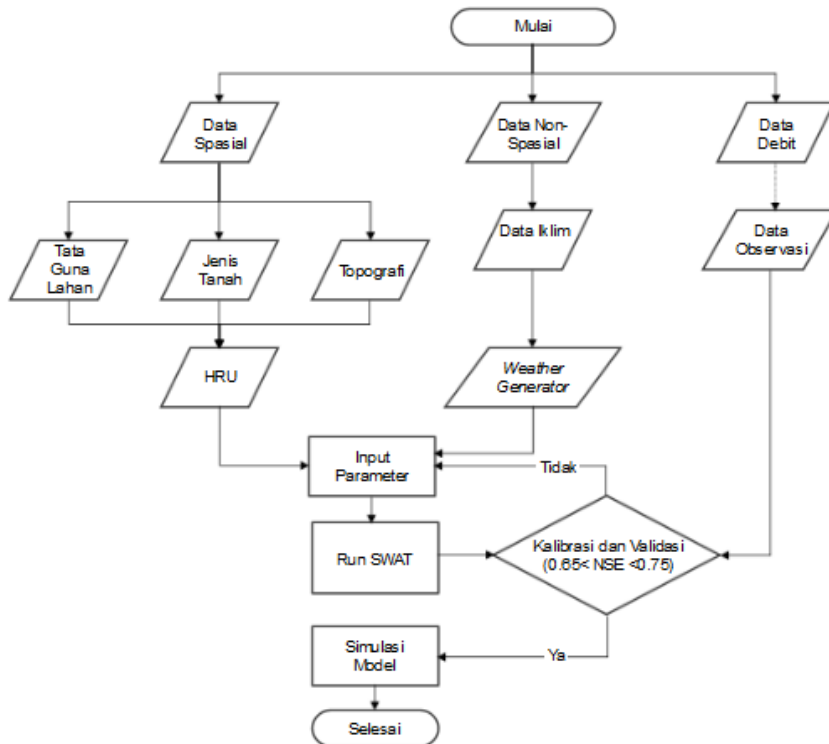 Mulai
Data
Spasial
Data Non-
Spasial
Data
Debit
Tata
Guna
Lahan
Jenis
Tanah
Topografi
Data Iklim
Data
Observasi
HRU
Weather
Generator
Input
Parameter
Tidak
Run SWAT
Kalibrasi dan Validasi
(0.65< NSE <0.75)
Simulasi
Model
Ya
Selesai